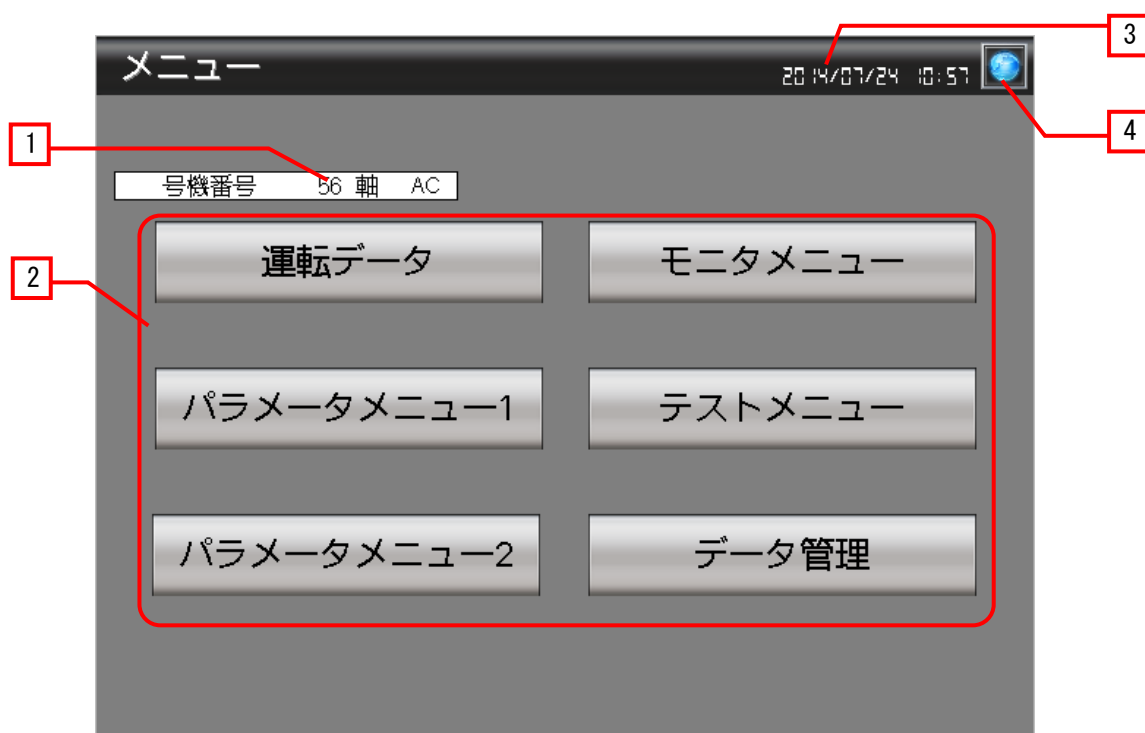 3
メニュー
2014/07/24 10:57
4
1
号機番号 56 軸 AC
2
運転データ モニタメニュー
パラメータメニュー1 テストメニュー
パラメータメニュー2 データ管理